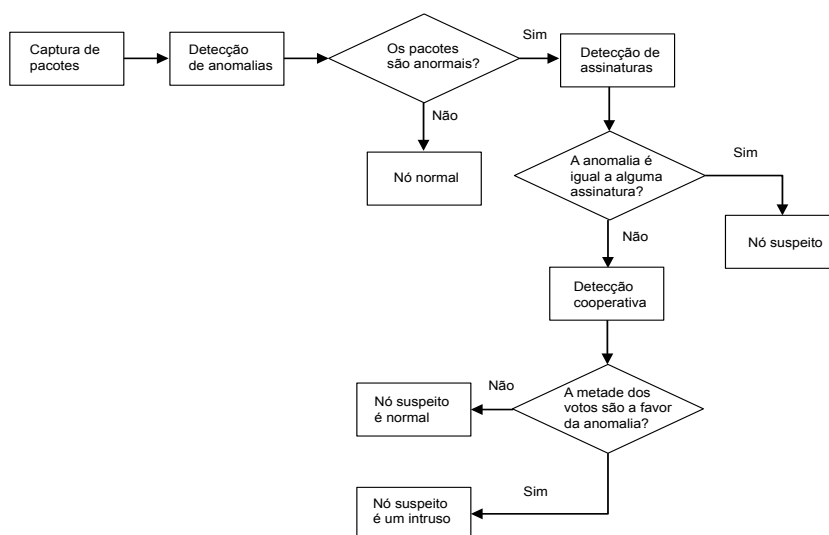 Captura de
pacotes
Detecção
de anomalias
Os pacotes
são anormais?
Sim
Detecção de
assinaturas
Não
Nó normal
A anomalia é
igual a alguma
assinatura?
Sim
Nó suspeito
Não
Detecção
cooperativa
A metade dos
votos são a favor
da anomalia?
Não
Nó suspeito
é normal
Sim
Nó suspeito
é um intruso